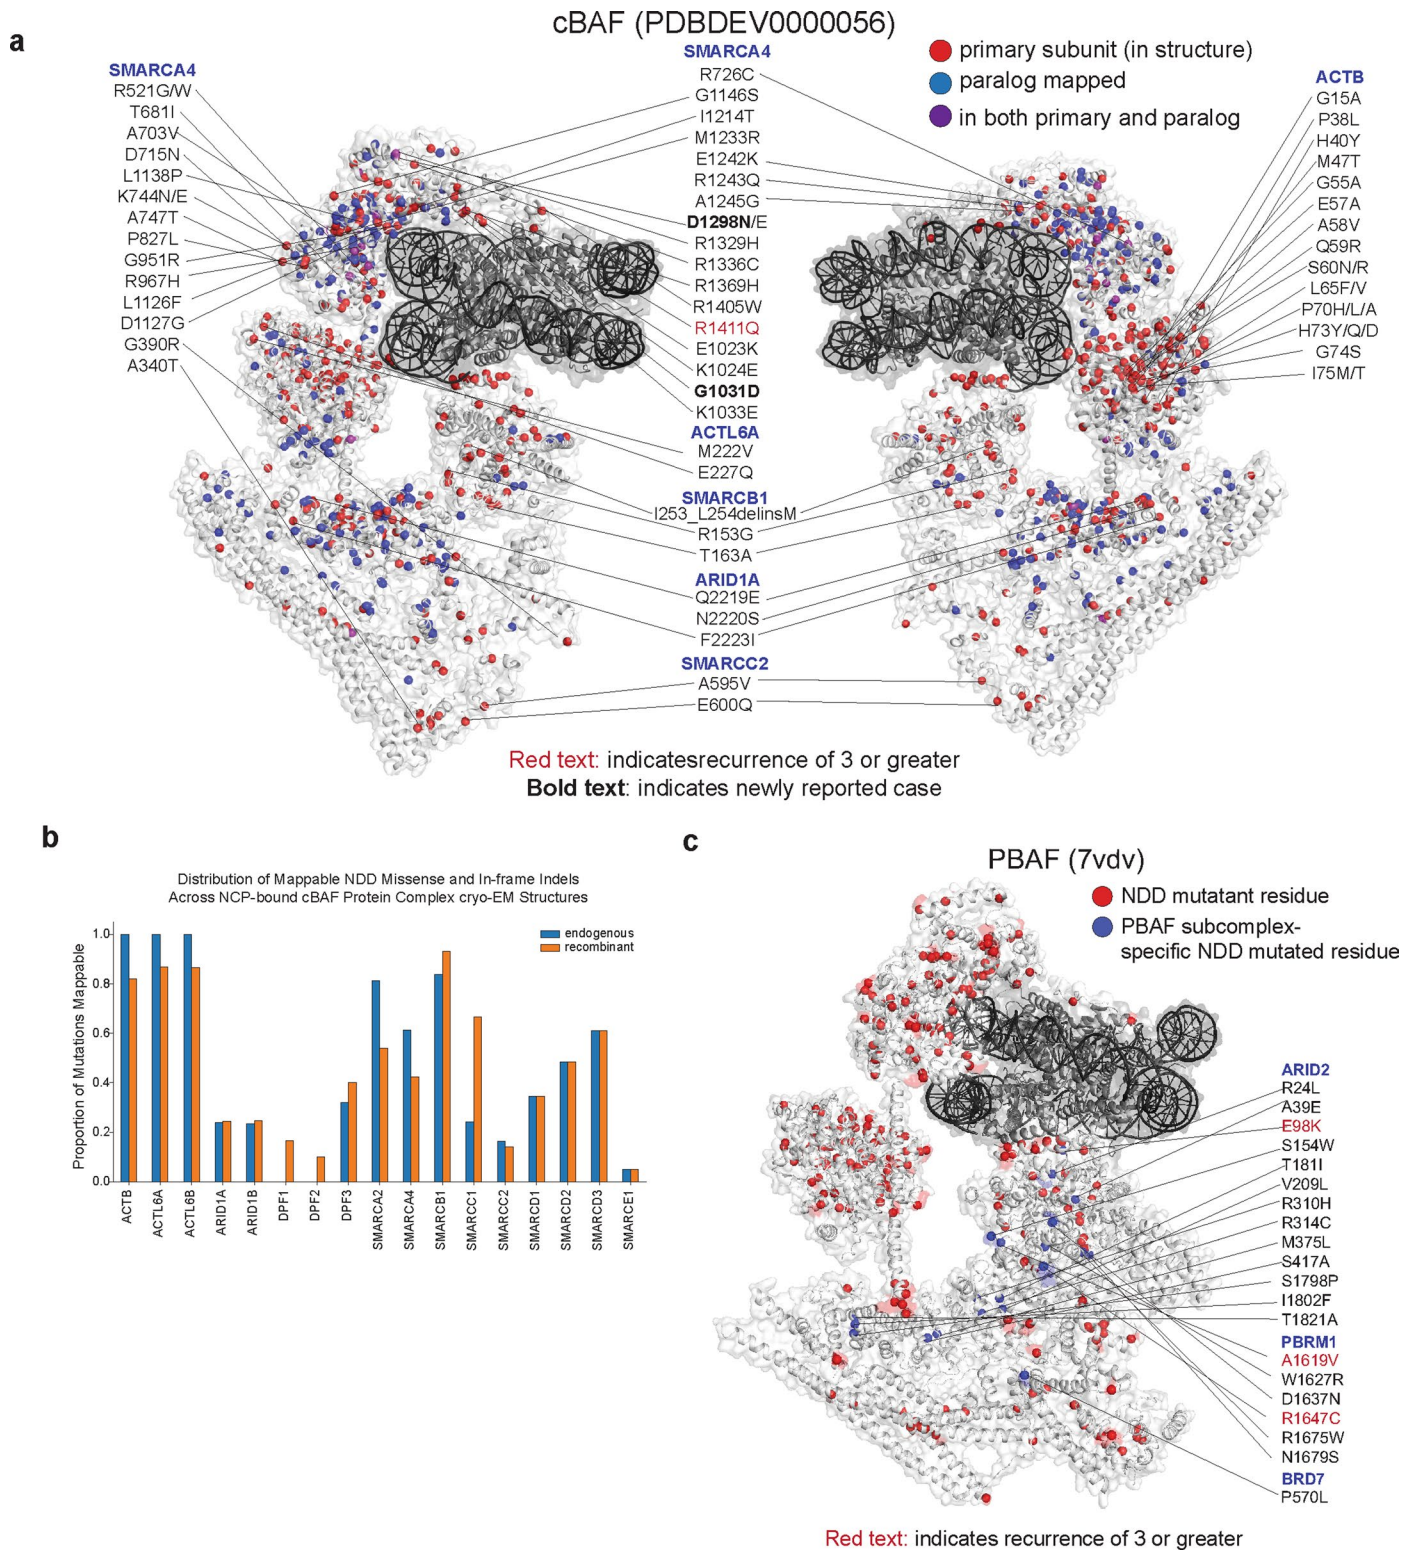 a
cBAF (PDBDEV0000056)
primary subunit (in structure)
paralog mapped
in both primary and paralog
SMARCA4
R521G/W
T681I
A703V
D715N
L1138P
K744N/E
A747T
P827L
G951R
R967H
L1126F
D1127G
G390R
A340T
SMARCA4
R726C
G1146S
I1214T
M1233R
E1242K
R1243Q
A1245G
D1298N/E
R1329H
R1336C
R1369H
R1405W
R1411Q
E1023K
K1024E
G1031D
K1033E
ACTL6A
M222V
E227Q
SMARCB1
I253_L254delinsM
R153G
T163A
ARID1A
Q2219E
N2220S
F2223I
SMARCC2
A595V
E600Q
ACTB
G15A
P38L
H40Y
M47T
G55A
E57A
A58V
Q59R
S60N/R
L65F/V
P70H/L/A
H73Y/Q/D
G74S
I75M/T
Red text: indicatesrecurrence of 3 or greater
Bold text: indicates newly reported case
b
Distribution of Mappable NDD Missense and In-frame Indels
Across NCP-bound cBAF Protein Complex cryo-EM Structures
endogenous
recombinant
Proportion of Mutations Mappable
1.0
0.8
0.6
0.4
0.2
0.0
ACTB
ACTL6A
ACTL6B
ARID1A
ARID1B
DPF1
DPF2
DPF3
SMARCA2
SMARCA4
SMARCB1
SMARCC1
SMARCC2
SMARCD1
SMARCD2
SMARCD3
SMARCE1
c
PBAF (7vdv)
NDD mutatant residue
PBAF subcomplex-
specific NDD mutated residue
ARID2
R24L
A39E
E98K
S154W
T181I
V209L
R310H
R314C
M375L
S417A
S1798P
I1802F
T1821A
PBRM1
A1619V
W1627R
D1637N
R1647C
R1675W
N1679S
BRD7
P570L
Red text: indicates recurrence of 3 or greater